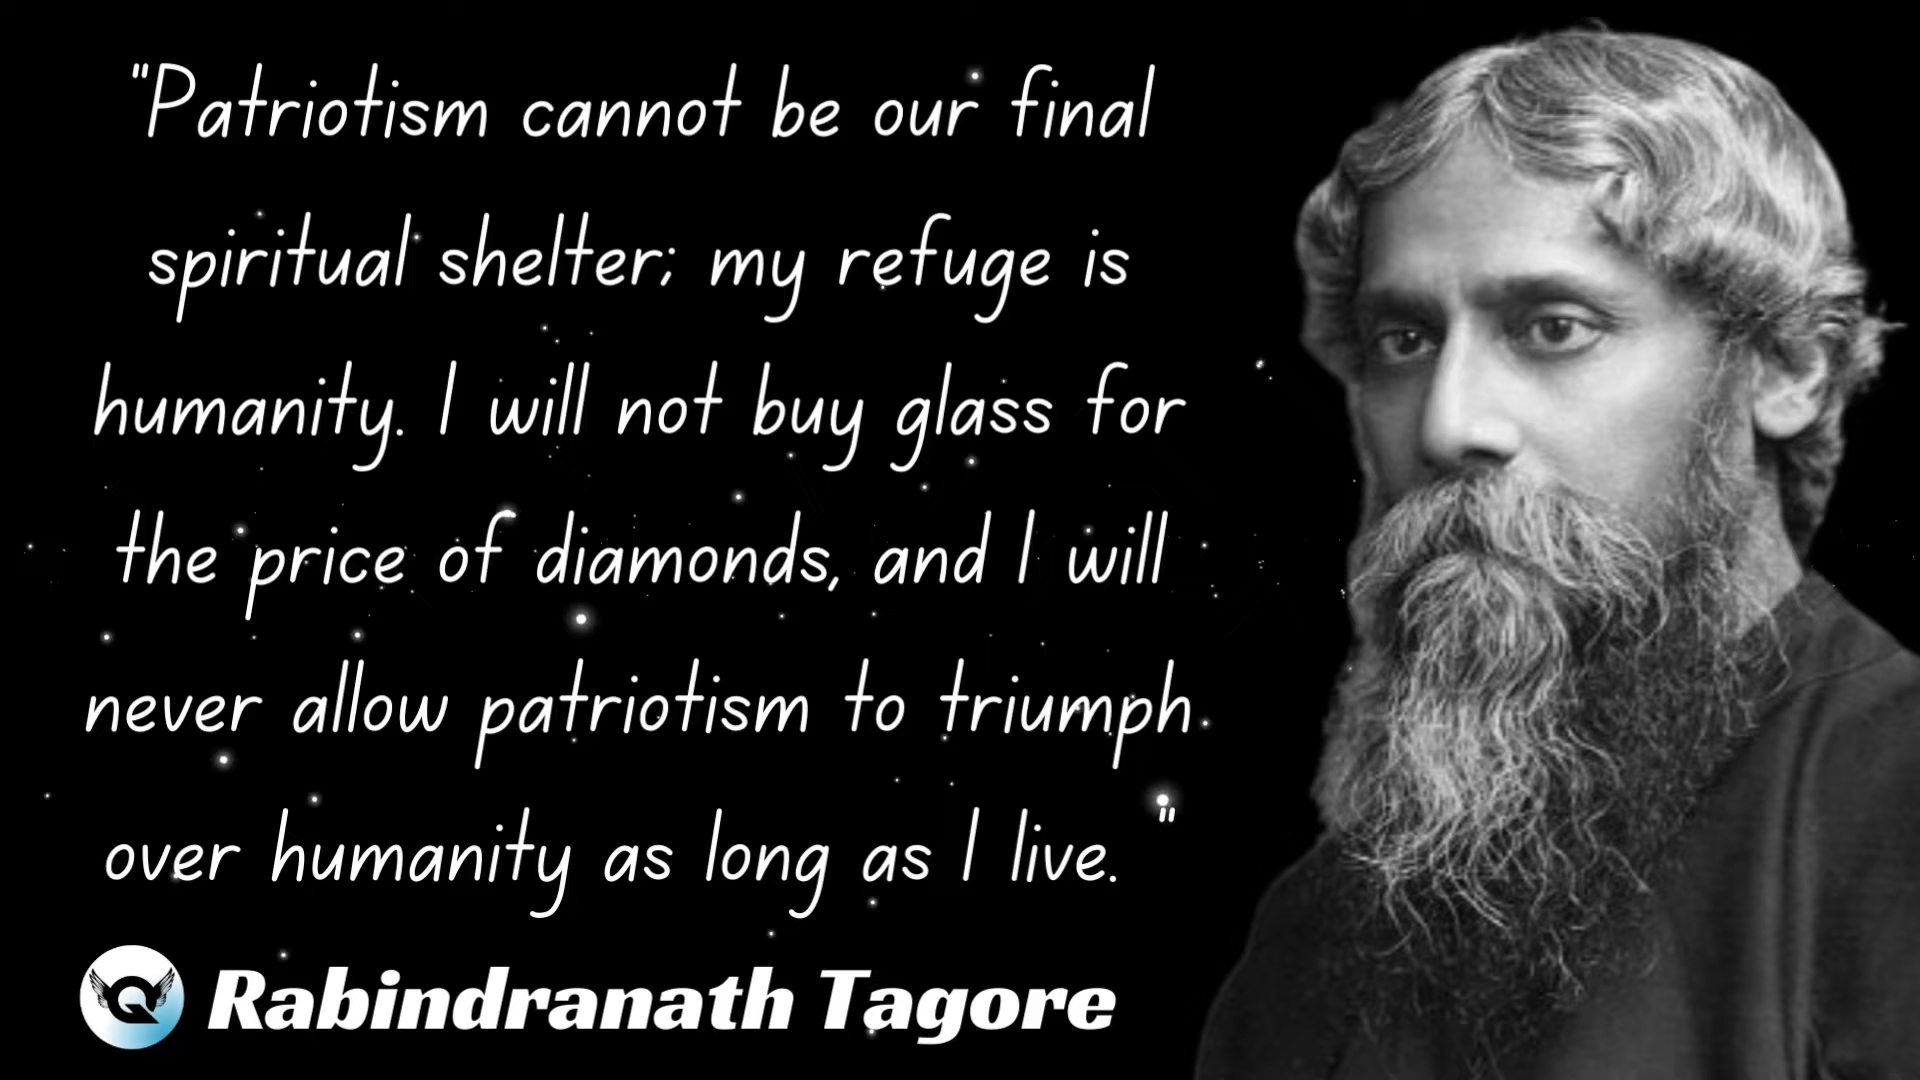 "Patriotism cannot be our final
spiritual shelter; my refuge is
humanity. I will not buy glass for
the price of diamonds, and I will
never allow patriotism to triumph
over humanity as long as I live. "
Q Rabindranath Tagore